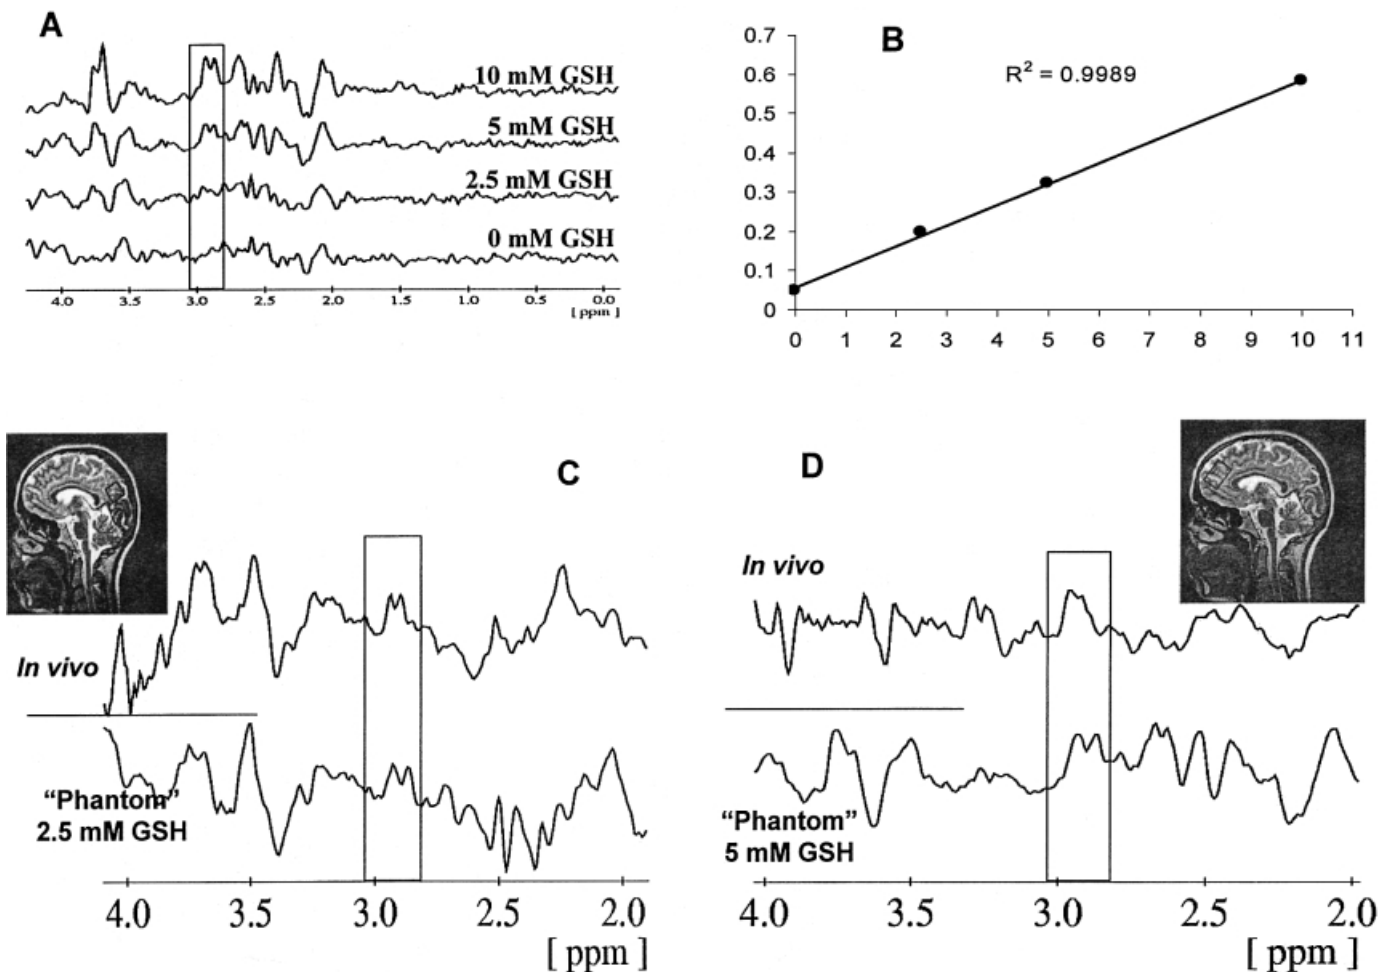 A
10 mM GSH
5 mM GSH
2.5 mM GSH
0 mM GSH
4.0 3.5 3.0 2.5 2.0 1.5 1.0 0.5 0.0
[ ppm ]
B
R² = 0.9989
0.7
0.6
0.5
0.4
0.3
0.2
0.1
0
0 1 2 3 4 5 6 7 8 9 10 11
C
In vivo
"Phantom"
2.5 mM GSH
4.0 3.5 3.0 2.5 2.0
[ ppm ]
D
In vivo
"Phantom"
5 mM GSH
4.0 3.5 3.0 2.5 2.0
[ ppm ]